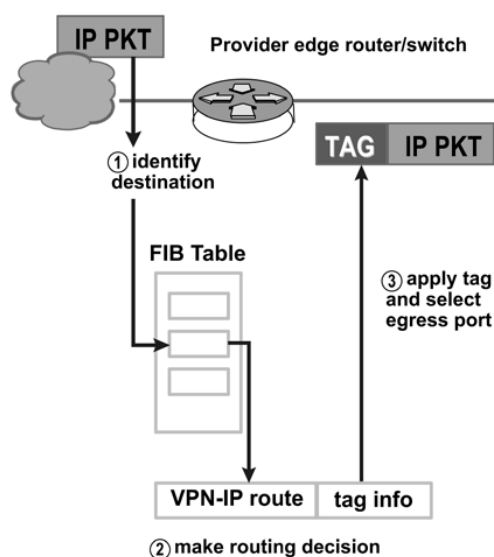 IP PKT
Provider edge router/switch
TAG IP PKT
① identify
destination
FIB Table
③ apply tag
and select
egress port
VPN-IP route tag info
② make routing decision